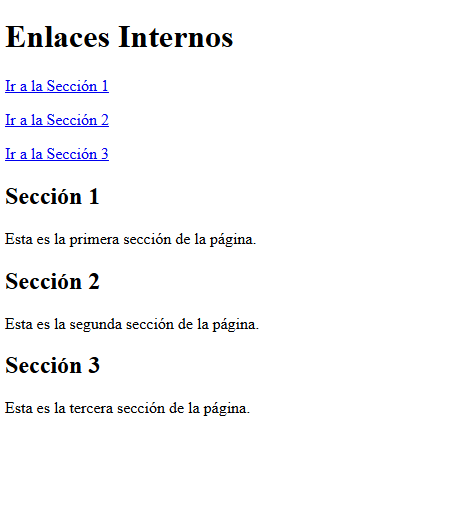 Enlaces Internos
Ir a la Sección 1
Ir a la Sección 2
Ir a la Sección 3
Sección 1
Esta es la primera sección de la página.
Sección 2
Esta es la segunda sección de la página.
Sección 3
Esta es la tercera sección de la página.